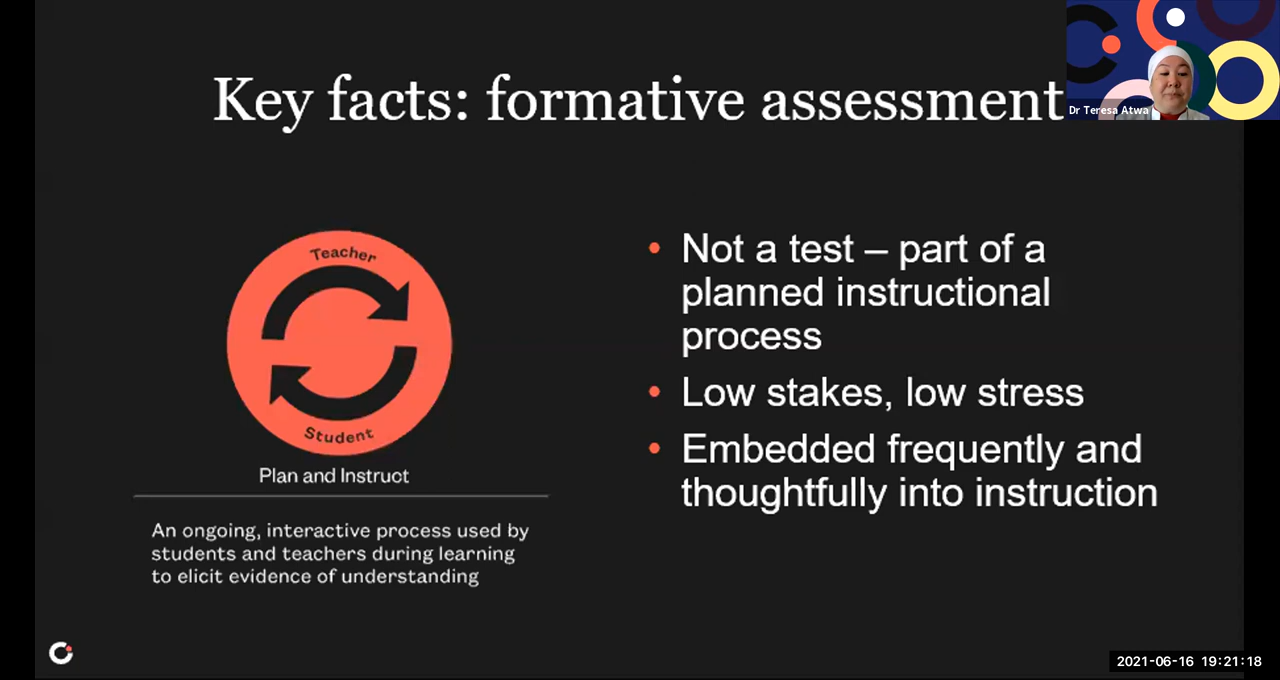 Key facts: formative assessment
Dr Teresa Atwa
Teacher
Student
Plan and Instruct
An ongoing, interactive process used by
students and teachers during learning
to elicit evidence of understanding
• Not a test – part of a
planned instructional
process
• Low stakes, low stress
• Embedded frequently and
thoughtfully into instruction
2021-06-16 19:21:18